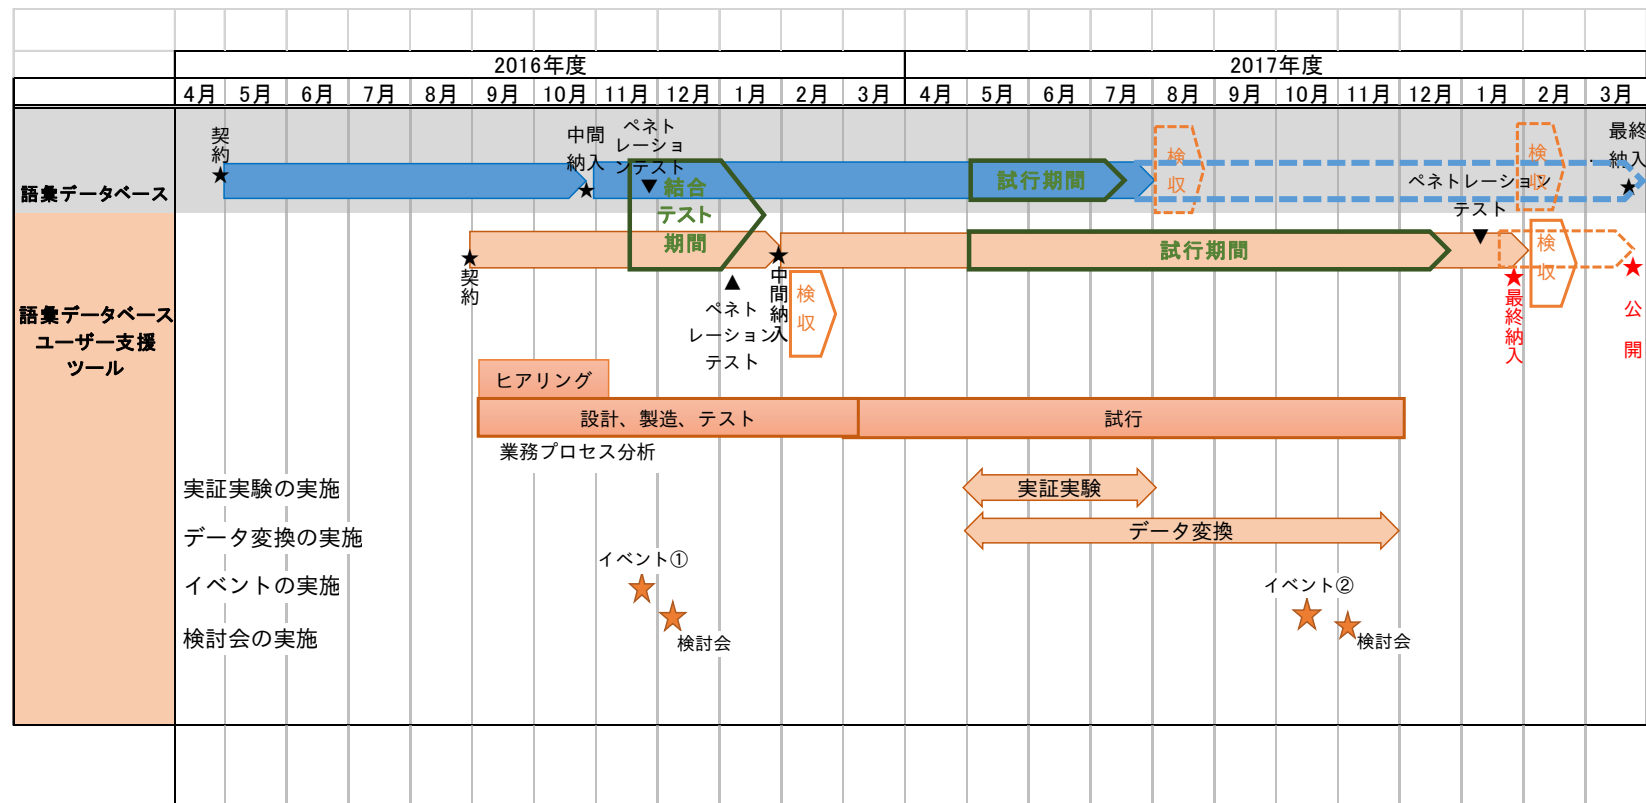 2016年度
2017年度
4月 5月 6月 7月 8月 9月 10月 11月 12月 1月 2月 3月 4月 5月 6月 7月 8月 9月 10月 11月 12月 1月 2月 3月
語彙データベース
契約
中間
納入
ペネト
レーショ
ンテスト
結合
テスト
期間
試行期間
検
収
検
収
最終
納入
ペネトレーション
テスト
語彙データベース
ユーザー支援
ツール
契約
ペネト
レーション
テスト
中間納入
検
収
試行期間
検
収
最終納入
公
開
ヒアリング
設計、製造、テスト
試行
業務プロセス分析
実証実験の実施
実証実験
データ変換の実施
データ変換
イベントの実施
イベント①
イベント②
検討会の実施
検討会
検討会